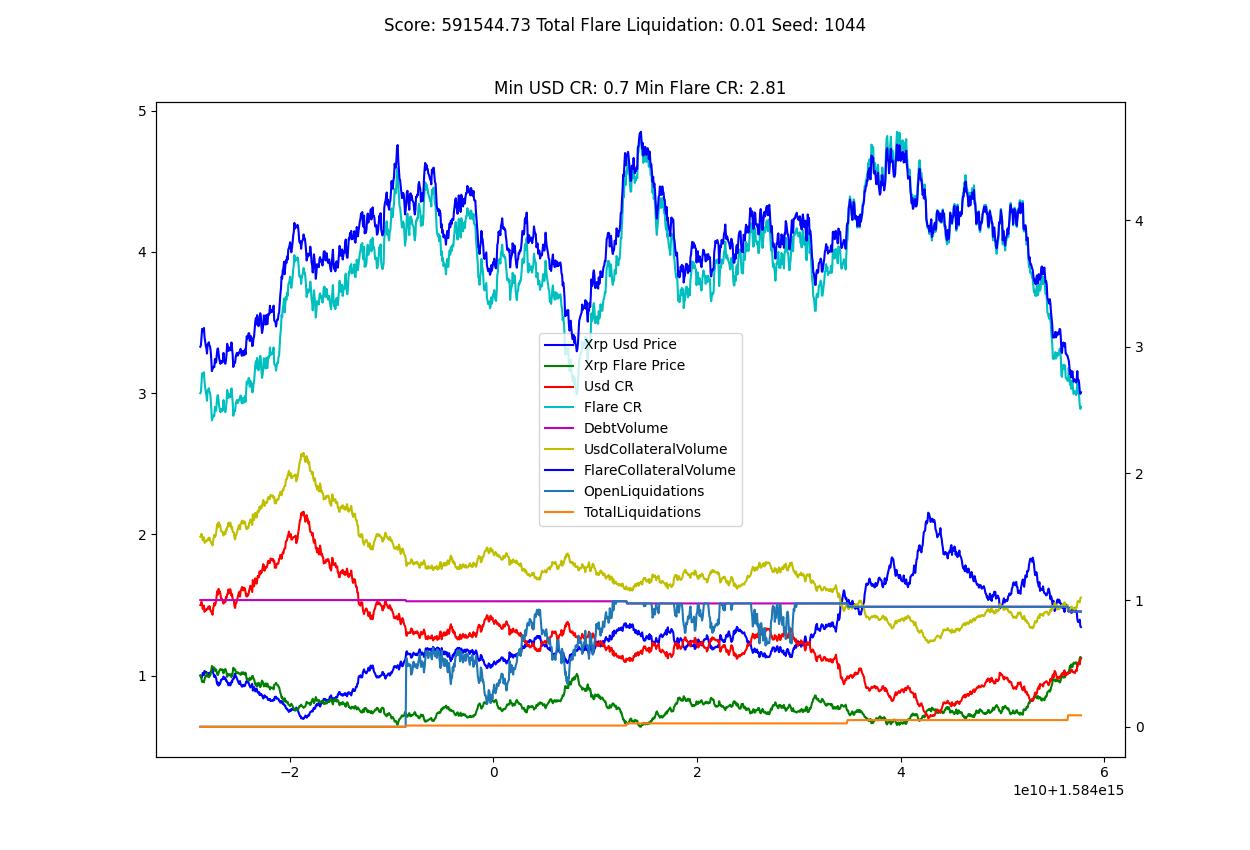 Score: 591544.73 Total Flare Liquidation: 0.01 Seed: 1044
Min USD CR: 0.7 Min Flare CR: 2.81
5
4
3
2
1
4
3
2
1
0
Xrp Usd Price
Xrp Flare Price
Usd CR
Flare CR
DebtVolume
UsdCollateralVolume
FlareCollateralVolume
OpenLiquidations
TotalLiquidations
−2 0 2 4 6
1e10+1.584e15